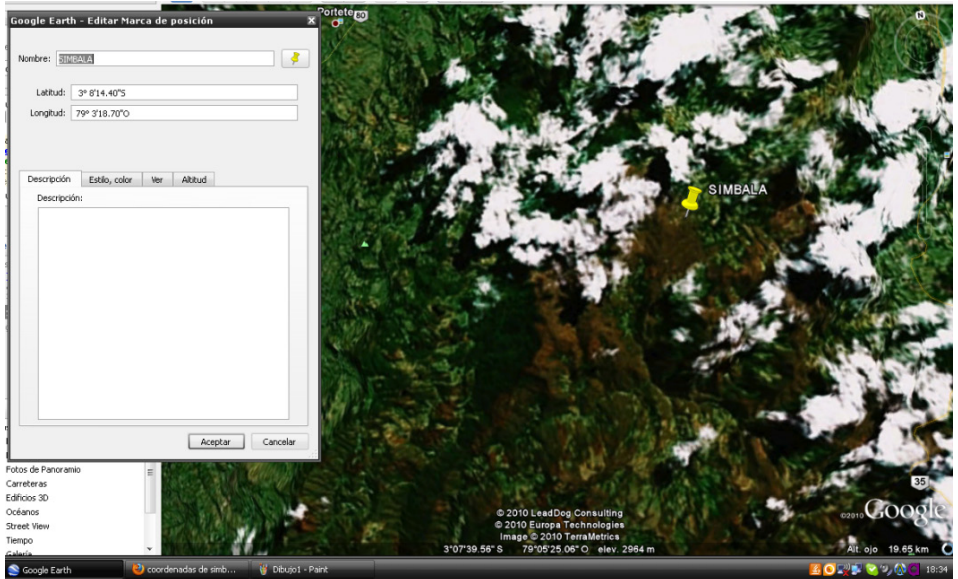 Google Earth - Editar Marca de posición
Nombre: SIMBALA
Latitud: 3° 8'14.40"S
Longitud: 79° 3'18.70"O
Descripción Estilo, color Ver Altitud
Descripción:
Aceptar Cancelar
Portete
80
N
SIMBALA
Fotos de Panoramio
Carreteras
Edificios 3D
Océanos
Street View
Tiempo
Galería
35
© 2010 LeadDog Consulting
© 2010 Europa Technologies
Image © 2010 TerraMetrics
©2010 Google
3°07'39.56" S 79°05'25.06" O elev. 2964 m
Alt. ojo 19.65 km
Google Earth coordenadas de simb... Dibujo1 - Paint 18:34